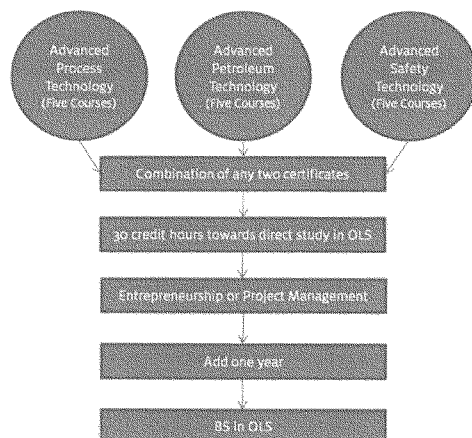 Advanced
Process
Technology
(Five Courses)
Advanced
Petroleum
Technology
(Five Courses)
Advanced
Safety
Technology
(Five Courses)
Combination of any two certificates
30 credit hours towards direct study in OLS
Entrepreneurship or Project Management
Add one year
BS in OLS